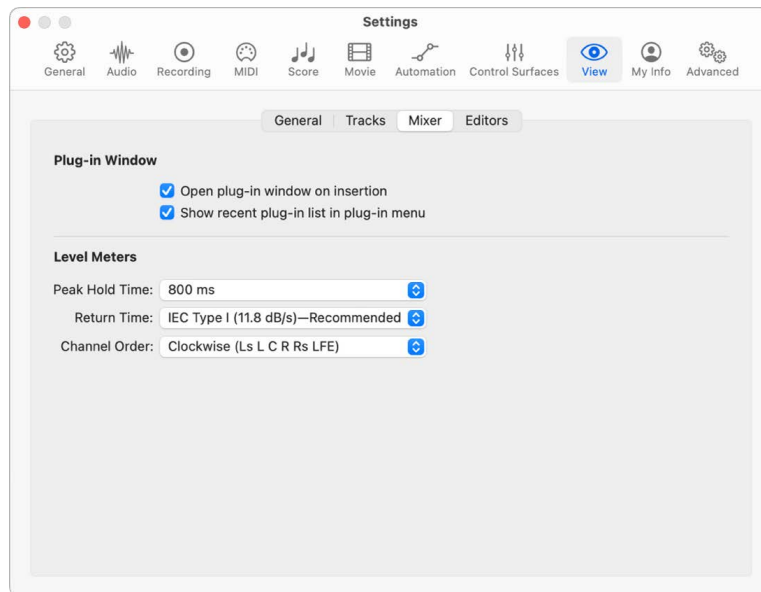 Settings
General Audio Recording MIDI Score Movie Automation Control Surfaces View My Info Advanced
General Tracks Mixer Editors
Plug-in Window
Open plug-in window on insertion
Show recent plug-in list in plug-in menu
Level Meters
Peak Hold Time: 800 ms
Return Time: IEC Type I (11.8 dB/s)—Recommended
Channel Order: Clockwise (Ls L C R Rs LFE)